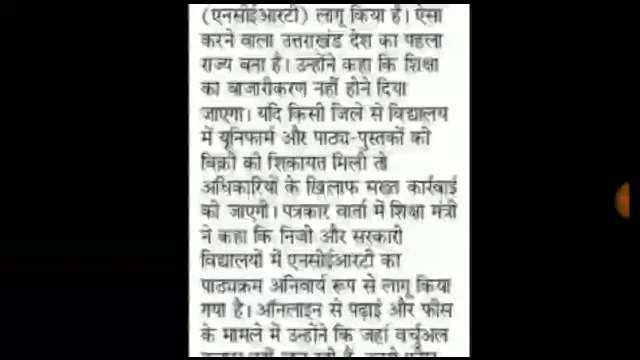 (एनसीईआरटी) लागू किया है। ऐसा
करने वाला उत्तराखंड देश का पहला
राज्य बना है। उन्होंने कहा कि शिक्षा
का बाजारीकरण नहीं होने दिया
जाएगा। यदि किसी जिले से विद्यालय
में यूनिफार्म और पाठ्य-पुस्तकों की
बिक्री की शिकायत मिली तो
अधिकारियों के खिलाफ सख्त कार्रवाई
की जाएगी। पत्रकार वार्ता में शिक्षा मंत्री
ने कहा कि निजी और सरकारी
विद्यालयों में एनसीईआरटी का
पाठ्यक्रम अनिवार्य रूप से लागू किया
गया है। ऑनलाइन से पढ़ाई और फीस
के मामले में उन्होंने कि जहां वर्चुअल